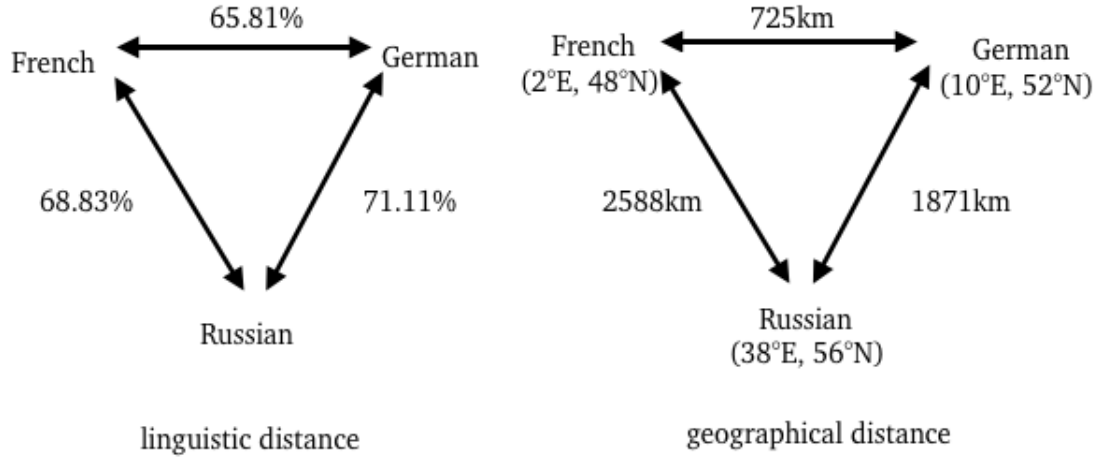 65.81%
French
German
68.83%
71.11%
Russian
linguistic distance
725km
French
(2°E, 48°N)
German
(10°E, 52°N)
2588km
1871km
Russian
(38°E, 56°N)
geographical distance